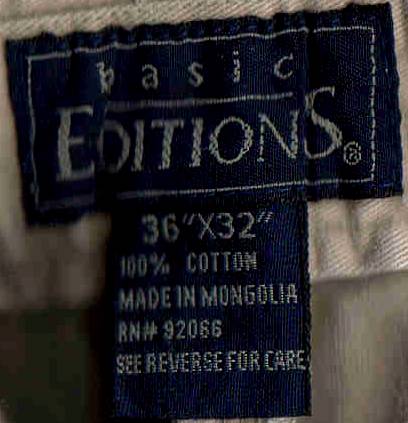 basic
EDITIONS®
36"X32"
100% COTTON
MADE IN MONGOLIA
RN# 92066
SEE REVERSE FOR CARE